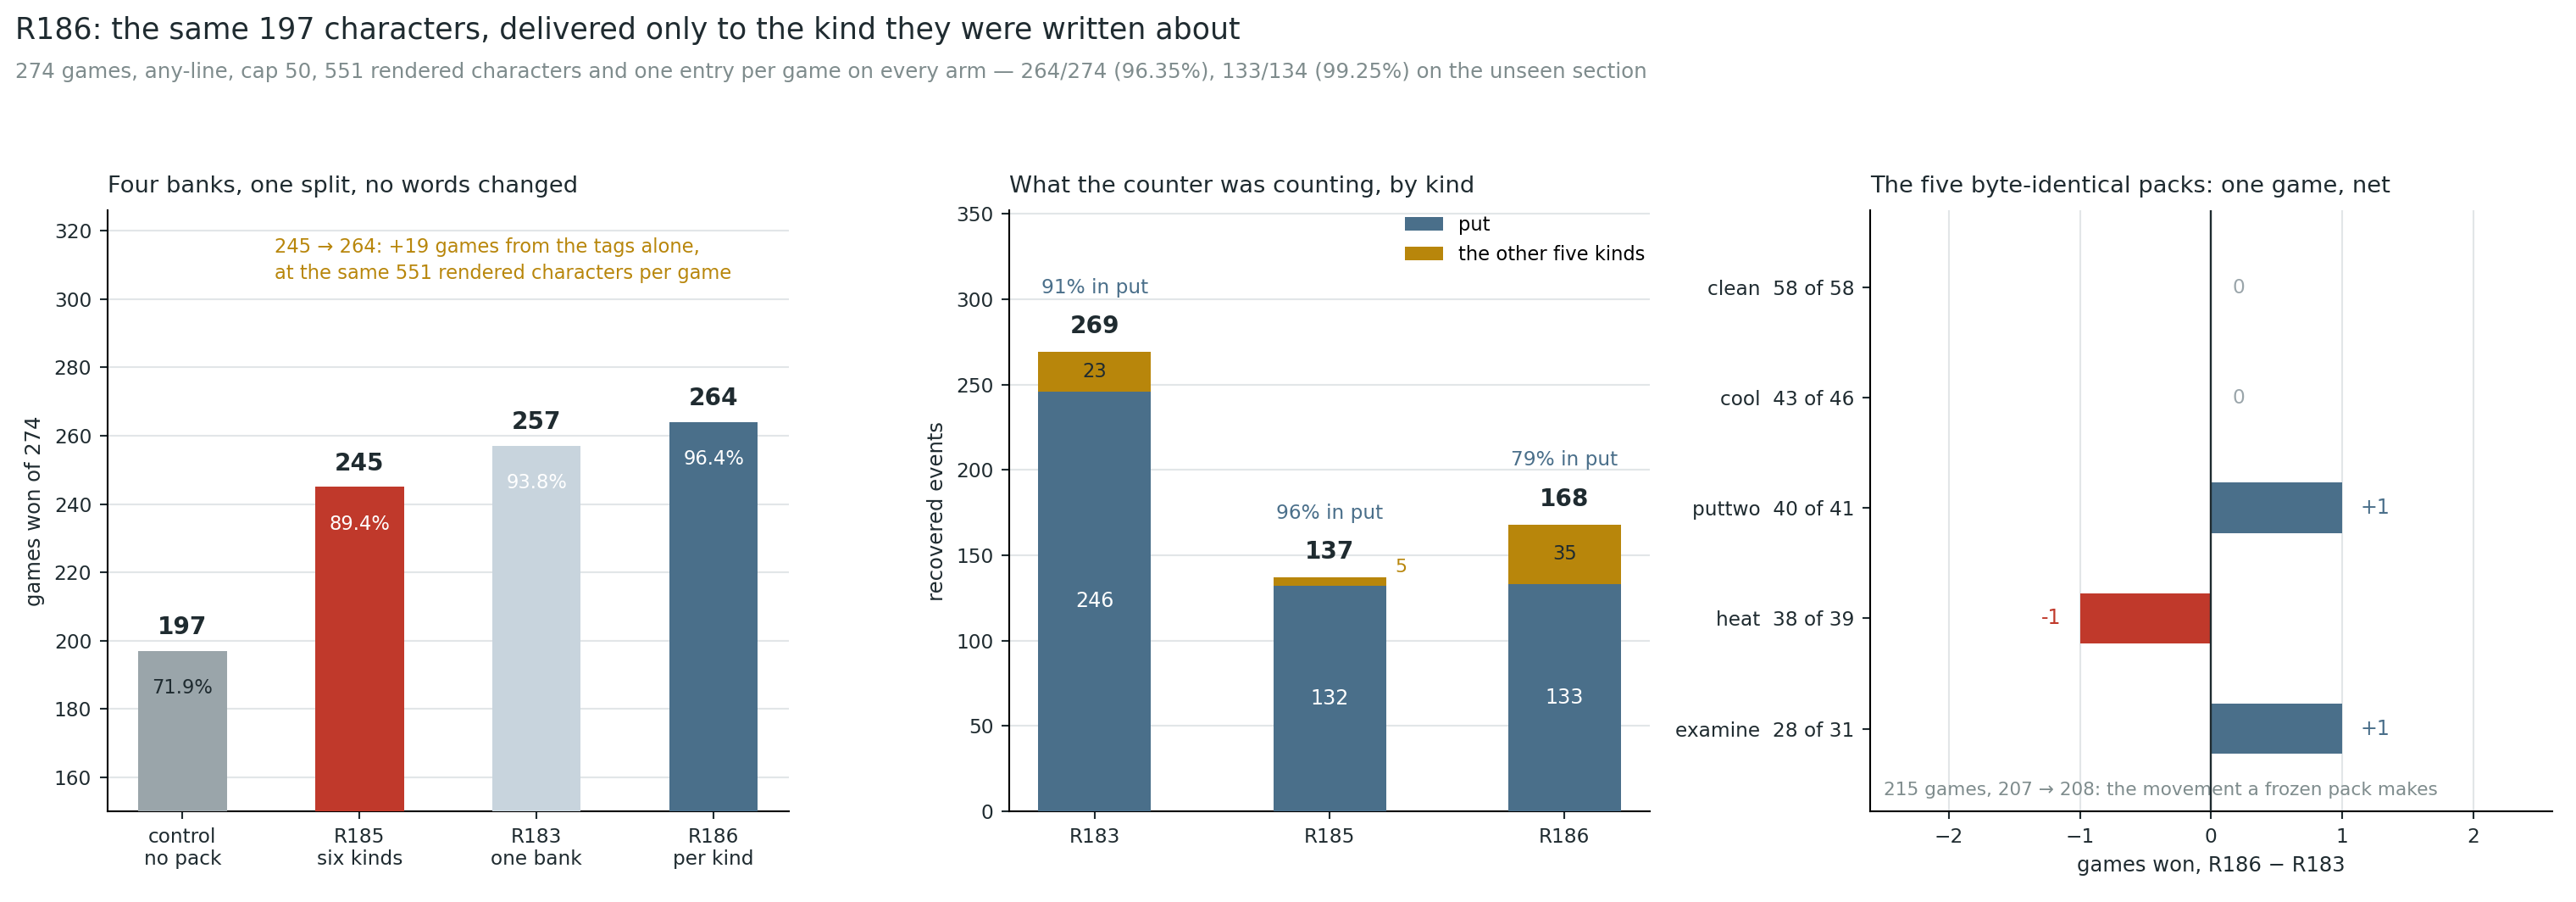 R186: the same 197 characters, delivered only to the kind they were written about
274 games, any-line, cap 50, 551 rendered characters and one entry per game on every arm — 264/274 (96.35%), 133/134 (99.25%) on the unseen section
Four banks, one split, no words changed
games won of 274
320
300
280
260
240
220
200
180
160
245 → 264: +19 games from the tags alone,
at the same 551 rendered characters per game
197
71.9%
245
89.4%
257
93.8%
264
96.4%
control
no pack
R185
six kinds
R183
one bank
R186
per kind
What the counter was counting, by kind
recovered events
350
300
250
200
150
100
50
0
put
the other five kinds
91% in put
269
23
246
96% in put
137
5
132
79% in put
168
35
133
R183
R185
R186
The five byte-identical packs: one game, net
clean 58 of 58
0
cool 43 of 46
0
puttwo 40 of 41
+1
heat 38 of 39
-1
examine 28 of 31
+1
215 games, 207 → 208: the movement a frozen pack makes
−2
−1
0
1
2
games won, R186 − R183